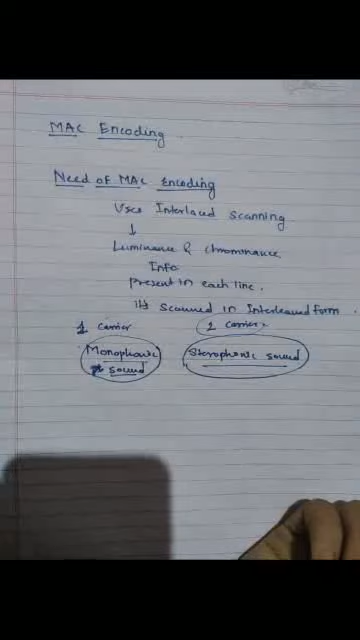 MAC Encoding
Need of MAC Encoding
Uses Interlaced Scanning
↓
Luminance & Chrominance
Info
Present in each line.
It scanned in Interleaved form.
1 carrier 2 carrier.
Monophonic Sterophonic sound
sound